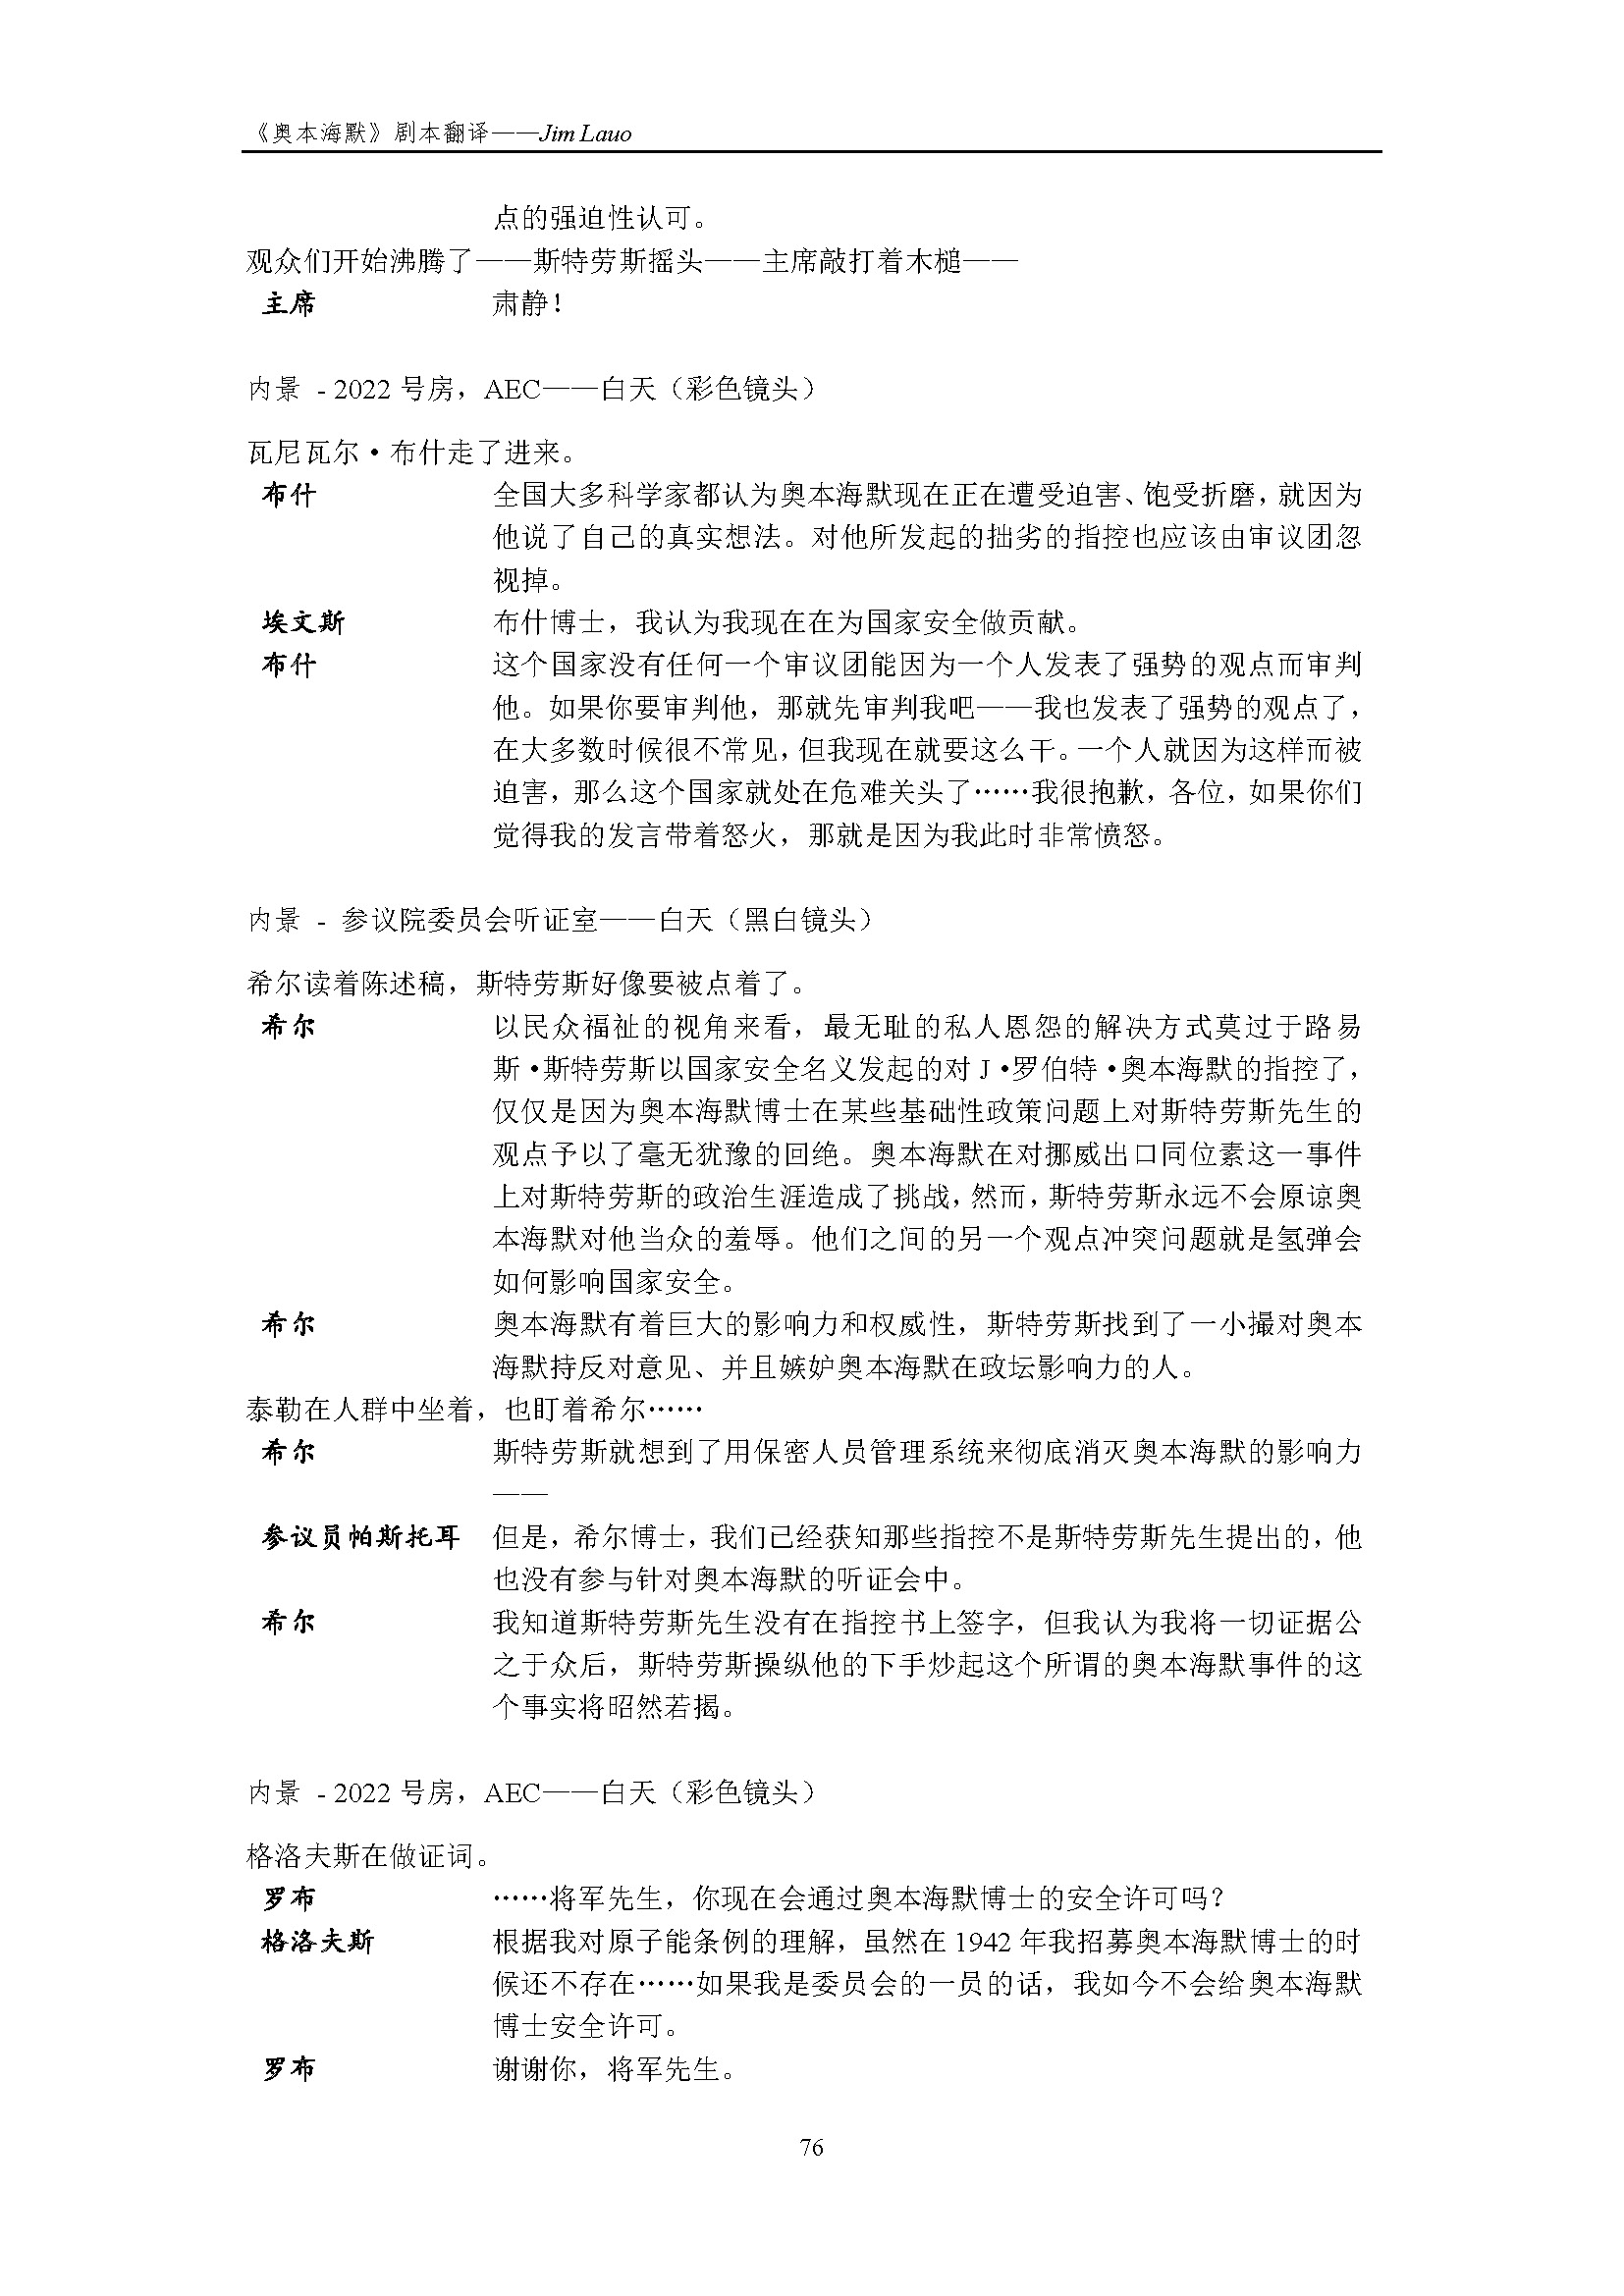 《奥本海默》剧本翻译——Jim Lauo
点的强迫性认可。
观众们开始沸腾了——斯特劳斯摇头——主席敲打着木槌——
主席 肃静！
内景 - 2022 号房，AEC——白天（彩色镜头）
瓦尼瓦尔·布什走了进来。
布什 全国大多科学家都认为奥本海默现在正在遭受迫害、饱受折磨，就因为
他说了自己的真实想法。对他所发起的拙劣的指控也应该由审议团忽
视掉。
埃文斯 布什博士，我认为我现在在为国家安全做贡献。
布什 这个国家没有任何一个审议团能因为一个人发表了强势的观点而审判
他。如果你要审判他，那就先审判我吧——我也发表了强势的观点了，
在大多数时候很不常见，但我现在就要这么干。一个人就因为这样而被
迫害，那么这个国家就处在危难关头了……我很抱歉，各位，如果你们
觉得我的发言带着怒火，那就是因为我此时非常愤怒。
内景 - 参议院委员会听证室——白天（黑白镜头）
希尔读着陈述稿，斯特劳斯好像要被点着了。
希尔 以民众福祉的视角来看，最无耻的私人恩怨的解决方式莫过于路易
斯·斯特劳斯以国家安全名义发起的对 J·罗伯特·奥本海默的指控了，
仅仅是因为奥本海默博士在某些基础性政策问题上对斯特劳斯先生的
观点予以了毫无犹豫的回绝。奥本海默在对挪威出口同位素这一事件
上对斯特劳斯的政治生涯造成了挑战，然而，斯特劳斯永远不会原谅奥
本海默对他当众的羞辱。他们之间的另一个观点冲突问题就是氢弹会
如何影响国家安全。
希尔 奥本海默有着巨大的影响力和权威性，斯特劳斯找到了一小撮对奥本
海默持反对意见、并且嫉妒奥本海默在政坛影响力的人。
泰勒在人群中坐着，也盯着希尔……
希尔 斯特劳斯就想到了用保密人员管理系统来彻底消灭奥本海默的影响力
——
参议员帕斯托耳 但是，希尔博士，我们已经获知那些指控不是斯特劳斯先生提出的，他
也没有参与针对奥本海默的听证会中。
希尔 我知道斯特劳斯先生没有在指控书上签字，但我认为我将一切证据公
之于众后，斯特劳斯操纵他的下手炒起这个所谓的奥本海默事件的这
个事实将昭然若揭。
内景 - 2022 号房，AEC——白天（彩色镜头）
格洛夫斯在做证词。
罗布 ……将军先生，你现在会通过奥本海默博士的安全许可吗？
格洛夫斯 根据我对原子能条例的理解，虽然在 1942 年我招募奥本海默博士的时
候还不存在……如果我是委员会的一员的话，我如今不会给奥本海默
博士安全许可。
罗布 谢谢你，将军先生。
76